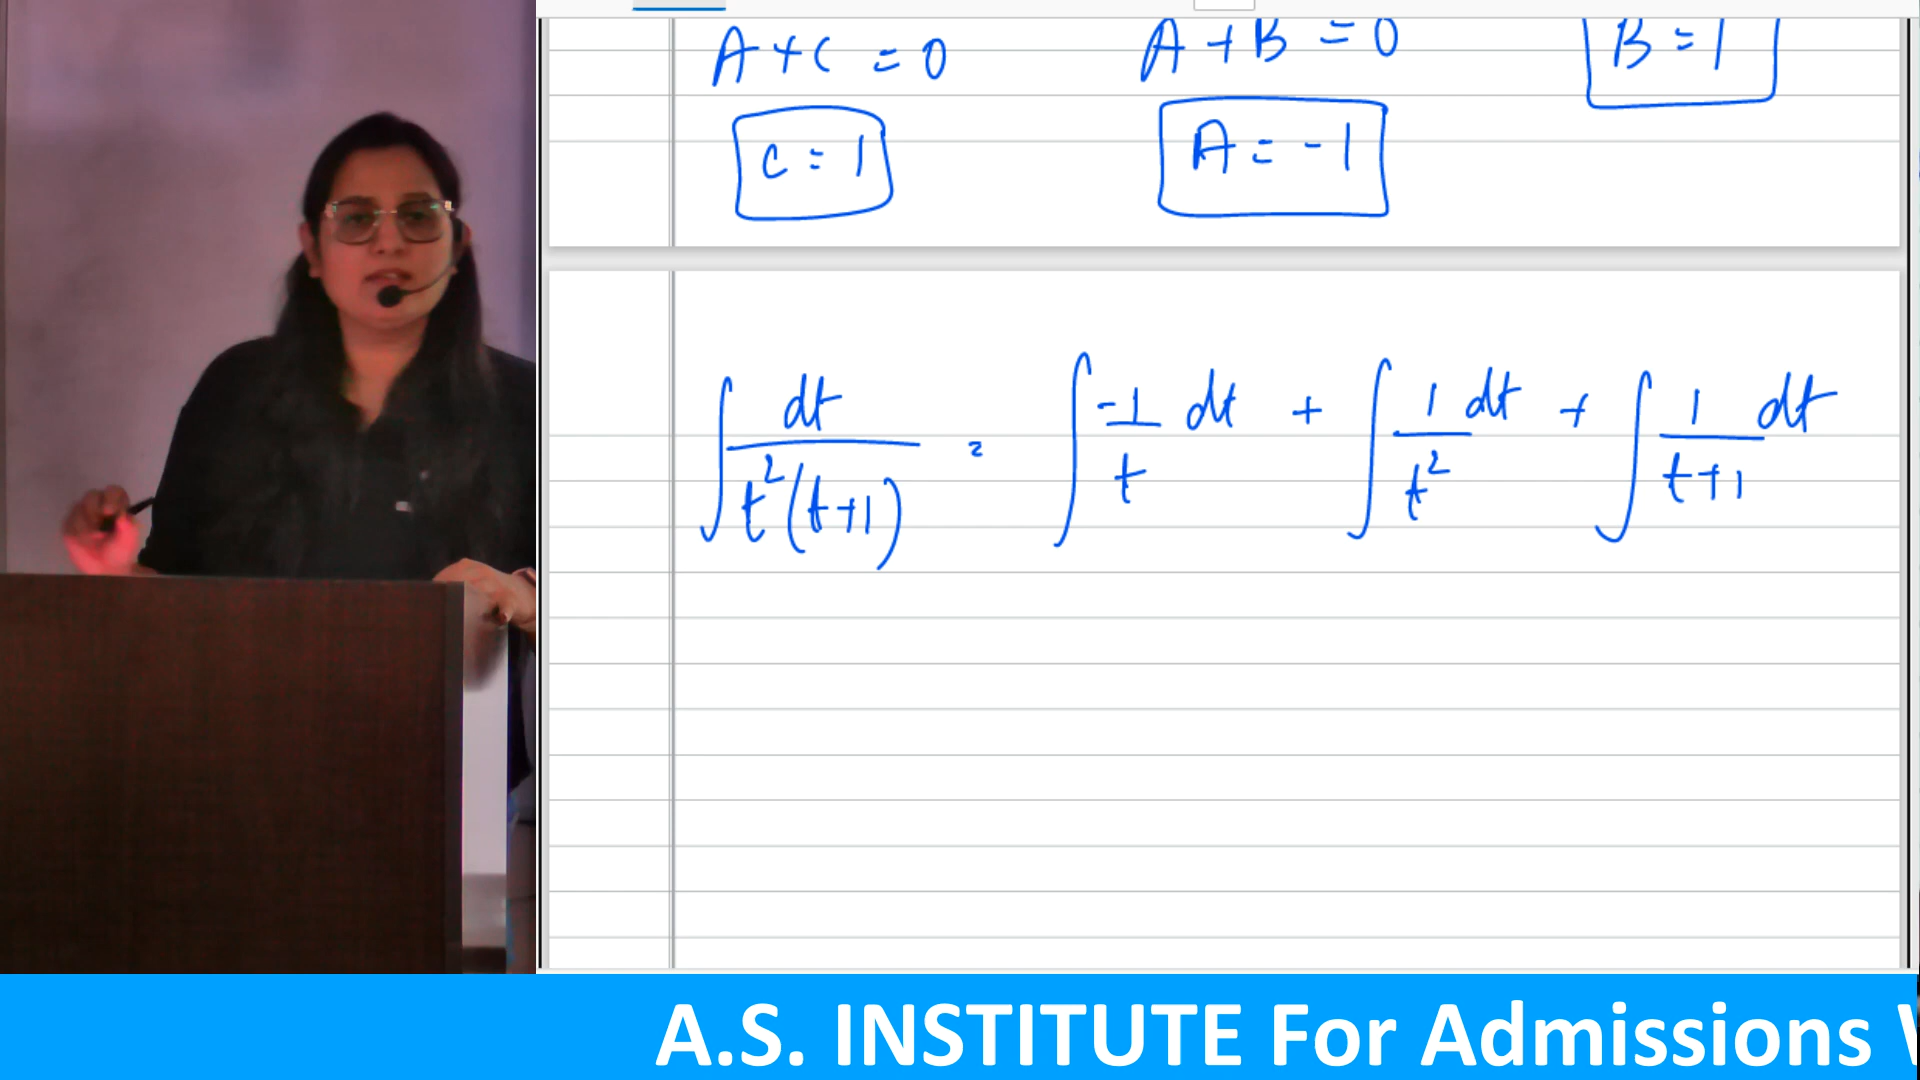 A + C = 0 A + B = 0 B = 1
C = 1 A = -1
∫ dt / t²(t+1) = ∫ -1/t dt + ∫ 1/t² dt + ∫ 1/t+1 dt
A.S. INSTITUTE For Admissions